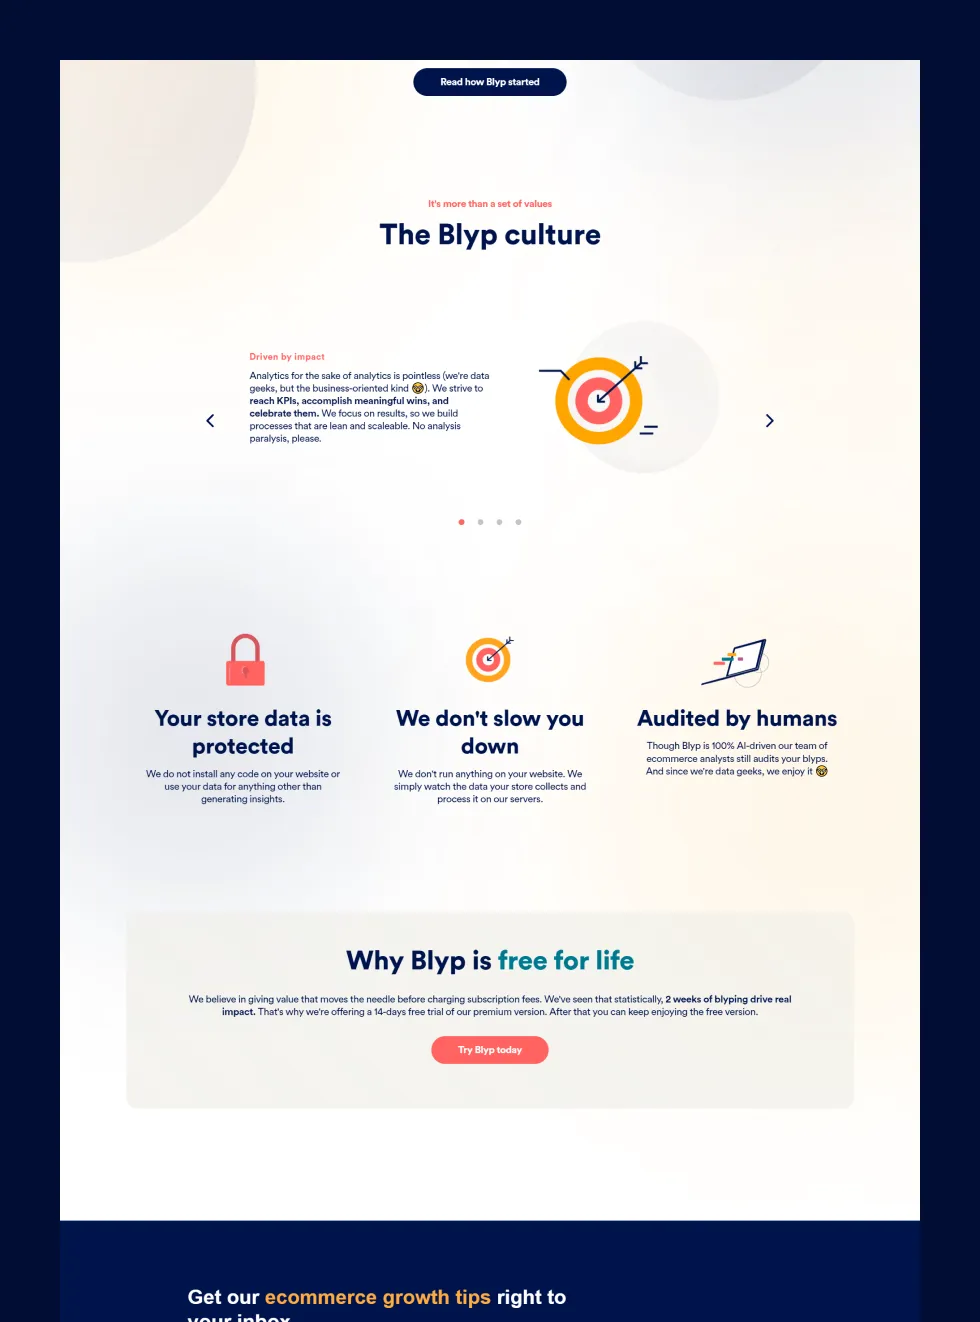 Read how Blyp started
It's more than a set of values
The Blyp culture
Driven by impact
Analytics for the sake of analytics is pointless (we're data
geeks, but the business-oriented kind 🤓). We strive to
reach KPIs, accomplish meaningful wins, and
celebrate them. We focus on results, so we build
processes that are lean and scaleable. No analysis
paralysis, please.
Your store data is
protected
We do not install any code on your website or
use your data for anything other than
generating insights.
We don't slow you
down
We don't run anything on your website. We
simply watch the data your store collects and
process it on our servers.
Audited by humans
Though Blyp is 100% AI-driven our team of
ecommerce analysts still audits your blyps.
And since we're data geeks, we enjoy it 🤓
Why Blyp is free for life
We believe in giving value that moves the needle before charging subscription fees. We've seen that statistically, 2 weeks of blyping drive real
impact. That's why we're offering a 14-days free trial of our premium version. After that you can keep enjoying the free version.
Try Blyp today
Get our ecommerce growth tips right to
your inbox